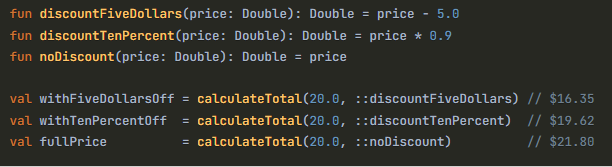 fun discountFiveDollars(price: Double): Double = price - 5.0
fun discountTenPercent(price: Double): Double = price * 0.9
fun noDiscount(price: Double): Double = price
val withFiveDollarsOff = calculateTotal(20.0, ::discountFiveDollars) // $16.35
val withTenPercentOff = calculateTotal(20.0, ::discountTenPercent) // $19.62
val fullPrice = calculateTotal(20.0, ::noDiscount) // $21.80